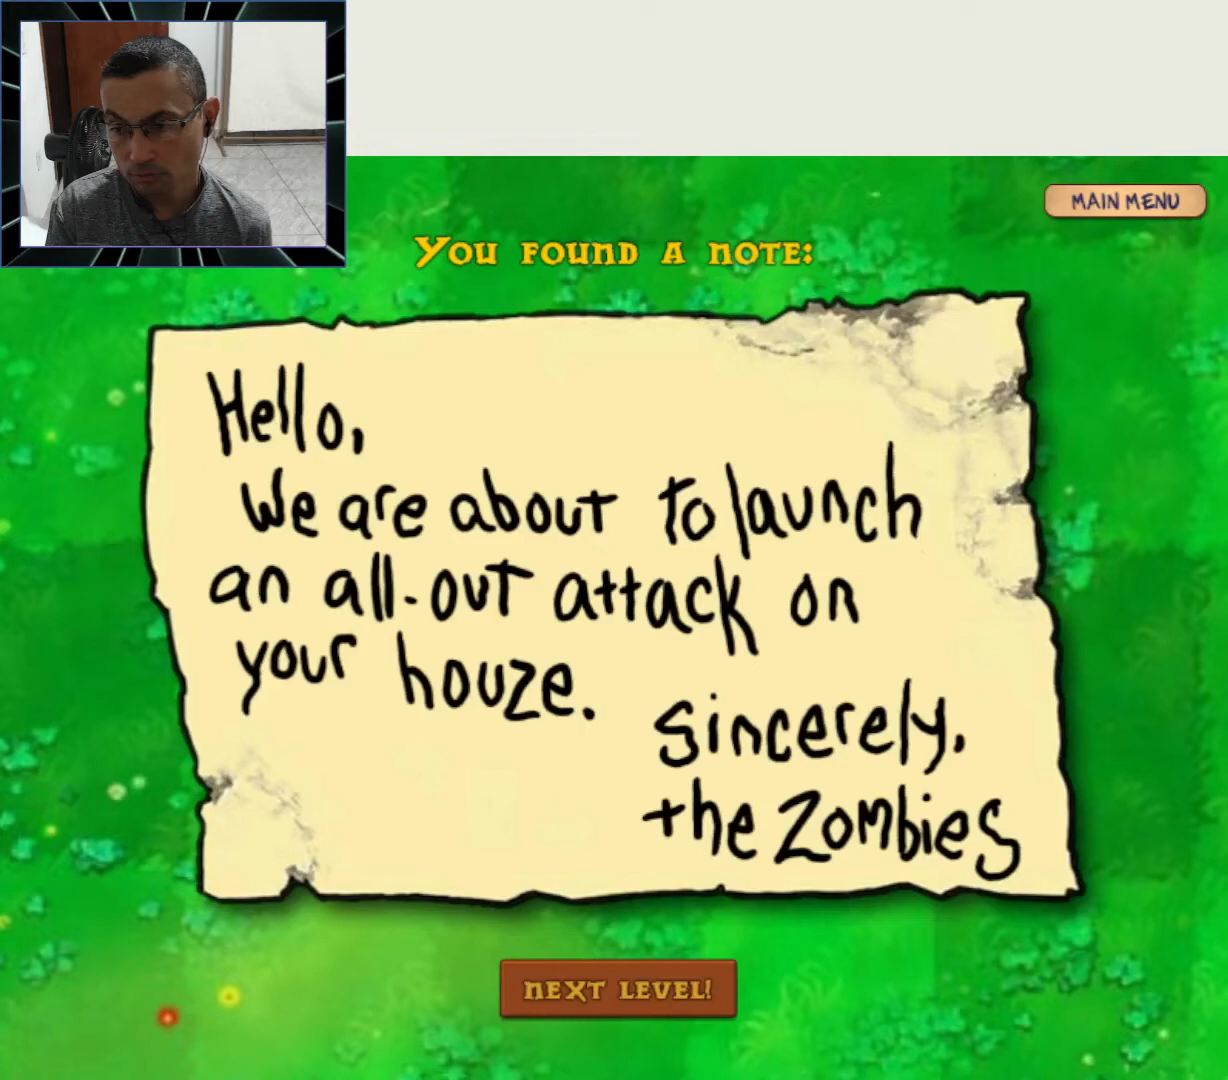 MAIN MENU
You found a note:
Hello,
We are about to launch
an all-out attack on
your houze.
Sincerely,
the Zombies
NEXT LEVEL!